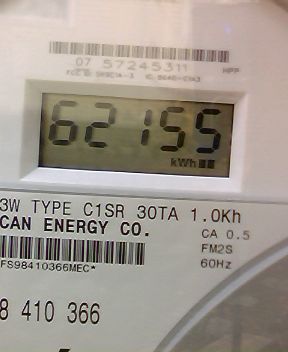 07 57245311
62155
kWh
3W TYPE C1SR 30TA 1.0Kh
CAN ENERGY CO.
CA 0.5
FM2S
FS98410366MEC*
60Hz
8 410 366